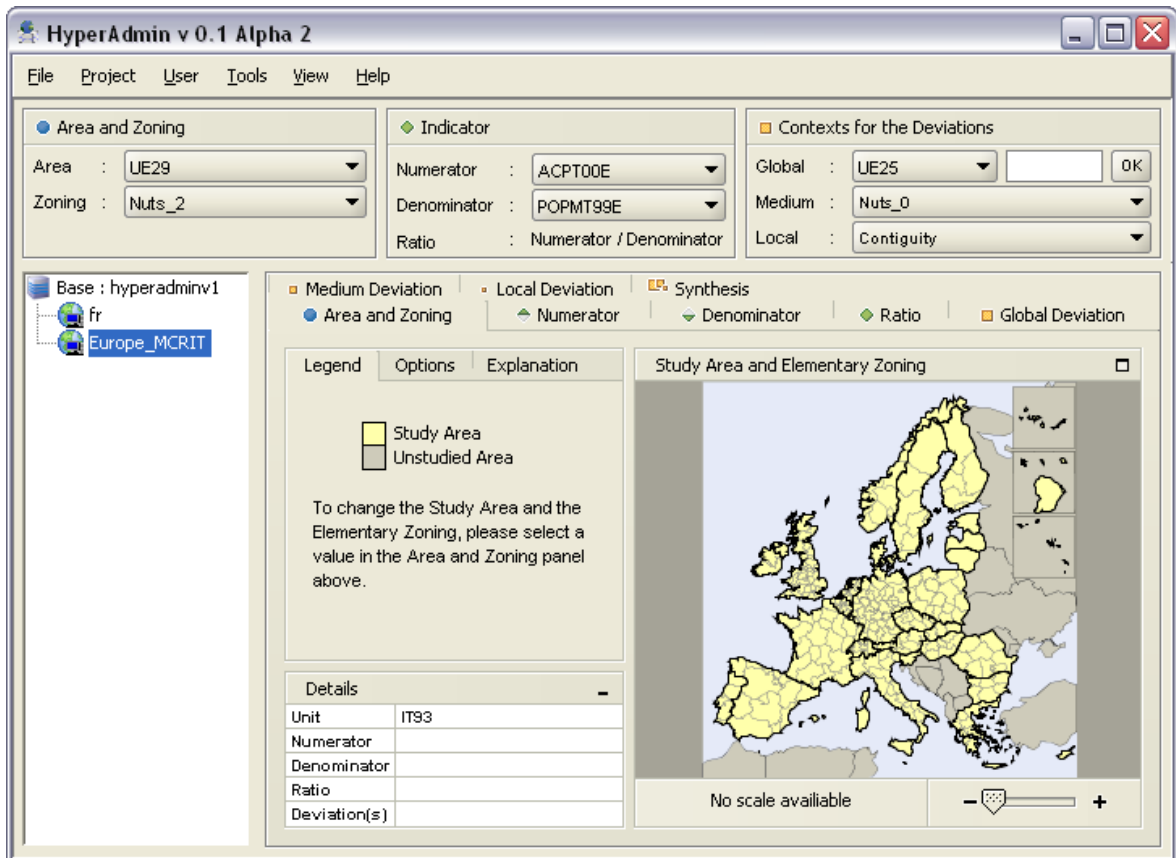 HyperAdmin v 0.1 Alpha 2
File Project User Tools View Help
Area and Zoning
Area : UE29
Zoning : Nuts_2
Indicator
Numerator : ACPT00E
Denominator : POPMT99E
Ratio : Numerator / Denominator
Contexts for the Deviations
Global : UE25 OK
Medium : Nuts_0
Local : Contiguity
Base : hyperadminv1
fr
Europe_MCRIT
Medium Deviation Local Deviation Synthesis
Area and Zoning Numerator Denominator Ratio Global Deviation
Legend Options Explanation
Study Area
Unstudied Area
To change the Study Area and the
Elementary Zoning, please select a
value in the Area and Zoning panel
above.
Details
Unit IT93
Numerator
Denominator
Ratio
Deviation(s)
Study Area and Elementary Zoning
No scale availiable